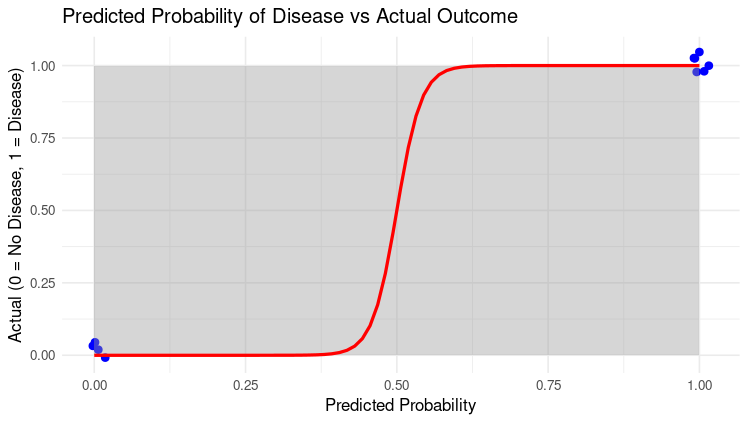 Predicted Probability of Disease vs Actual Outcome
Actual (0 = No Disease, 1 = Disease)
1.00
0.75
0.50
0.25
0.00
0.00 0.25 0.50 0.75 1.00
Predicted Probability